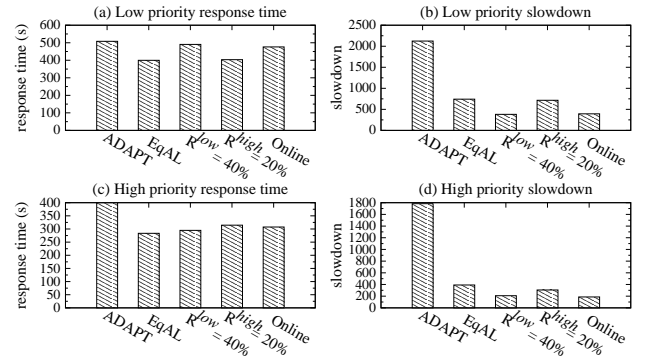 (a) Low priority response time
response time (s)
600
500
400
300
200
100
0
ADAPT
EqAL
R^low = 40%
R^high = 20%
Online
(b) Low priority slowdown
slowdown
2500
2000
1500
1000
500
0
ADAPT
EqAL
R^low = 40%
R^high = 20%
Online
(c) High priority response time
response time (s)
400
350
300
250
200
150
100
50
0
ADAPT
EqAL
R^low = 40%
R^high = 20%
Online
(d) High priority slowdown
slowdown
1800
1600
1400
1200
1000
800
600
400
200
ADAPT
EqAL
R^low = 40%
R^high = 20%
Online